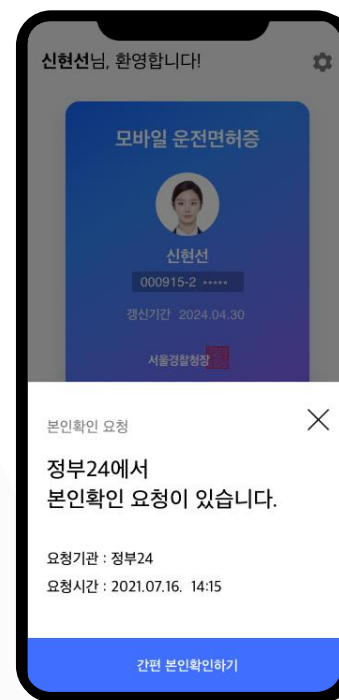 신현선님, 환영합니다!
모바일 운전면허증
신현선
000915-2 *****
갱신기간 2024.04.30
서울경찰청장
본인확인 요청
정부24에서
본인확인 요청이 있습니다.
요청기관 : 정부24
요청시간 : 2021.07.16. 14:15
간편 본인확인하기